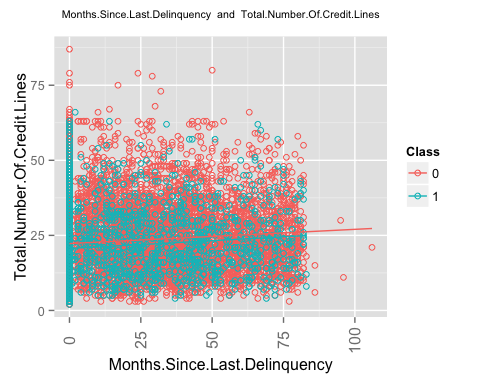 Months.Since.Last.Delinquency and Total.Number.Of.Credit.Lines
Total.Number.Of.Credit.Lines
75
50
25
0
0
25
50
75
100
Months.Since.Last.Delinquency
Class
0
1